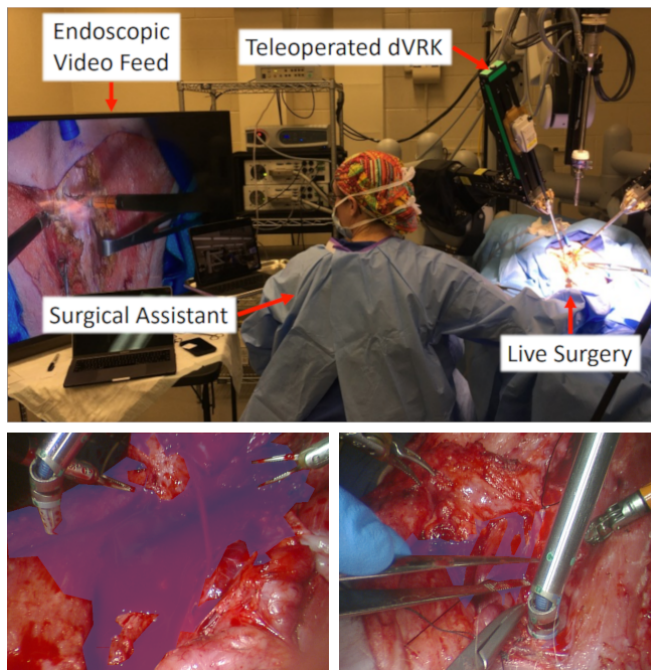 Endoscopic
Video Feed
Teleoperated dVRK
Surgical Assistant
Live Surgery